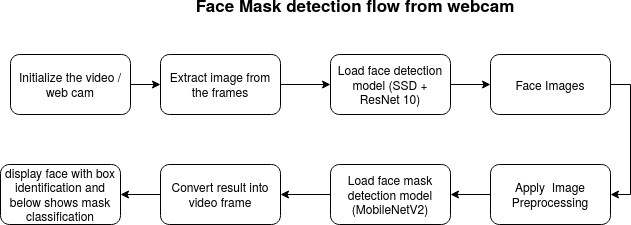 Face Mask detection flow from webcam
Initialize the video /
web cam
Extract image from
the frames
Load face detection
model (SSD +
ResNet 10)
Face Images
Apply Image
Preprocessing
Load face mask
detection model
(MobileNetV2)
Convert result into
video frame
display face with box
identification and
below shows mask
classification